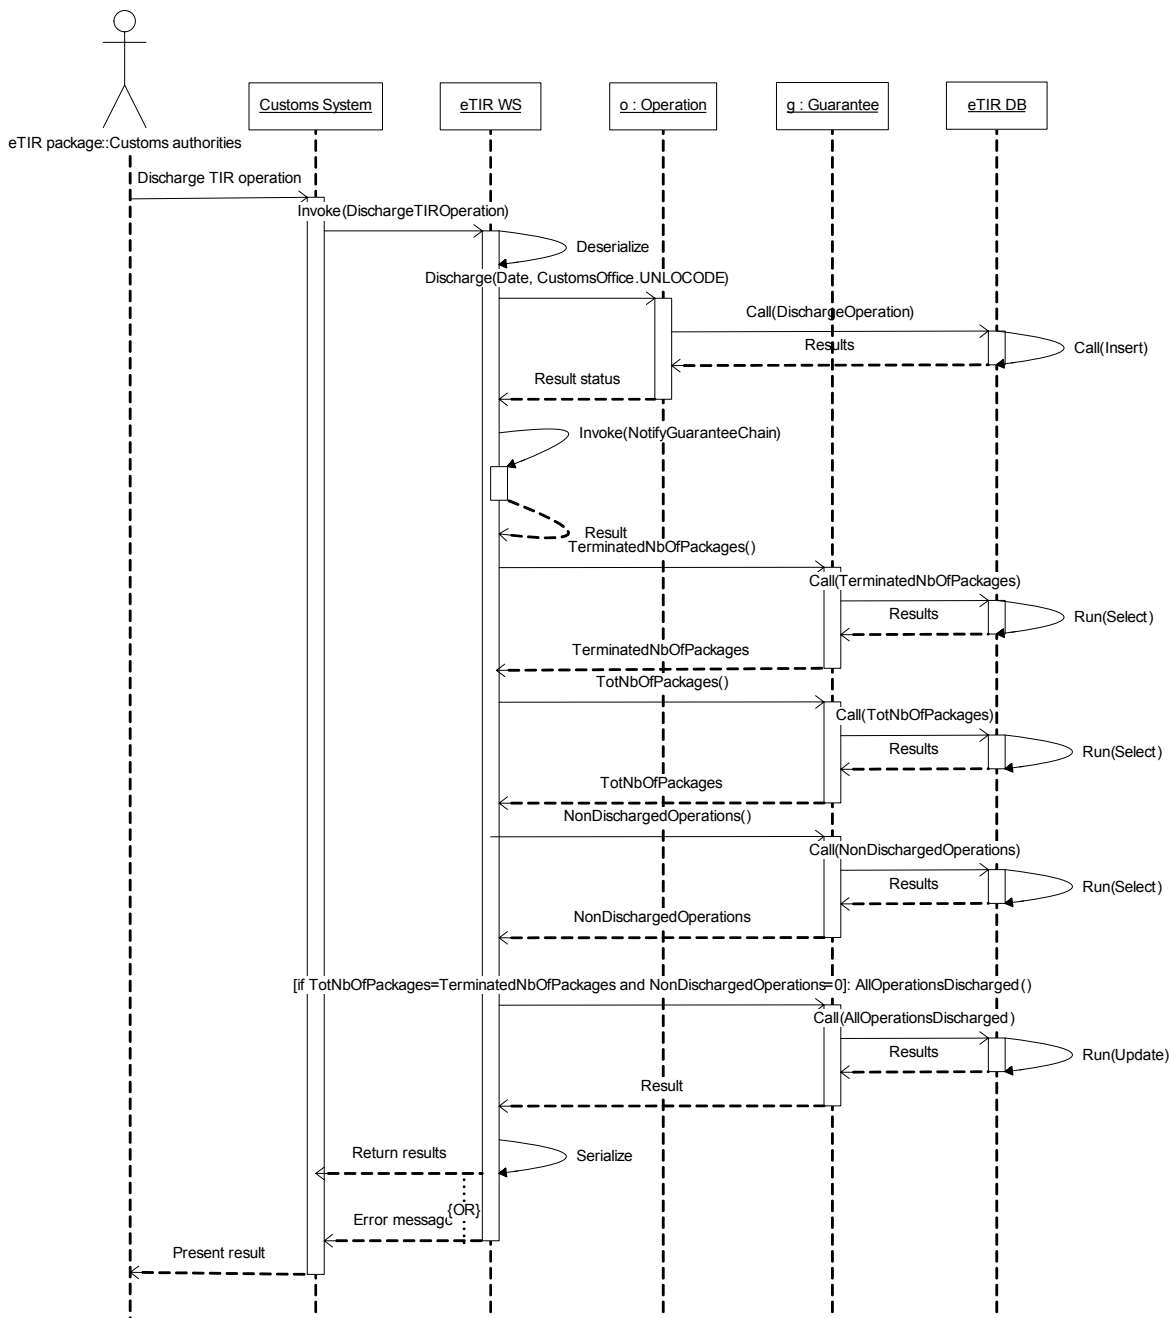 Customs System
eTIR WS
o : Operation
g : Guarantee
eTIR DB
eTIR package::Customs authorities
Discharge TIR operation
Invoke(DischargeTIROperation)
Deserialize
Discharge(Date, CustomsOffice.UNLOCODE)
Call(DischargeOperation)
Results
Call(Insert)
Result status
Invoke(NotifyGuaranteeChain)
Result
TerminatedNbOfPackages()
Call(TerminatedNbOfPackages)
Results
Run(Select)
TerminatedNbOfPackages
TotNbOfPackages()
Call(TotNbOfPackages)
Results
Run(Select)
TotNbOfPackages
NonDischargedOperations()
Call(NonDischargedOperations)
Results
Run(Select)
NonDischargedOperations
[if TotNbOfPackages=TerminatedNbOfPackages and NonDischargedOperations=0]: AllOperationsDischarged()
Call(AllOperationsDischarged)
Results
Run(Update)
Result
Return results
Serialize
{OR}
Error message
Present result